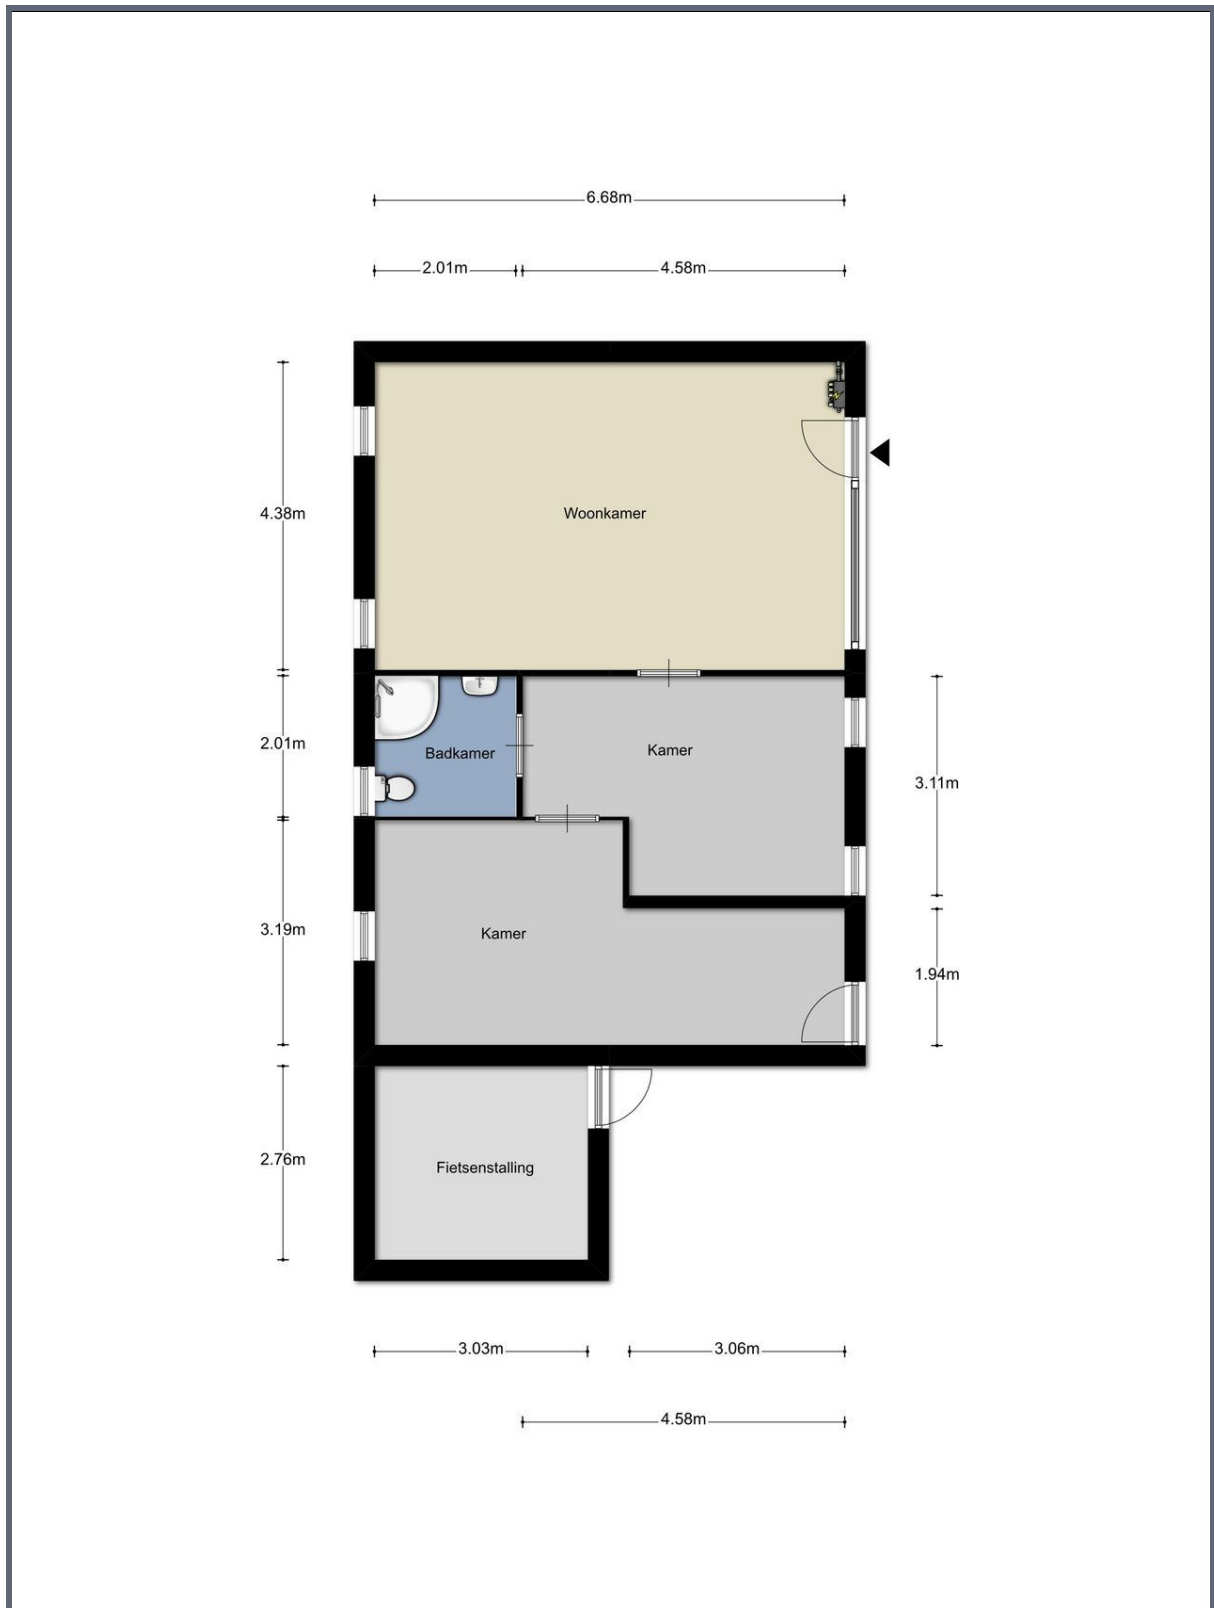 6.68m
2.01m
4.58m
4.38m
Woonkamer
2.01m
Badkamer
Kamer
3.11m
3.19m
Kamer
1.94m
2.76m
Fietsenstalling
3.03m
3.06m
4.58m